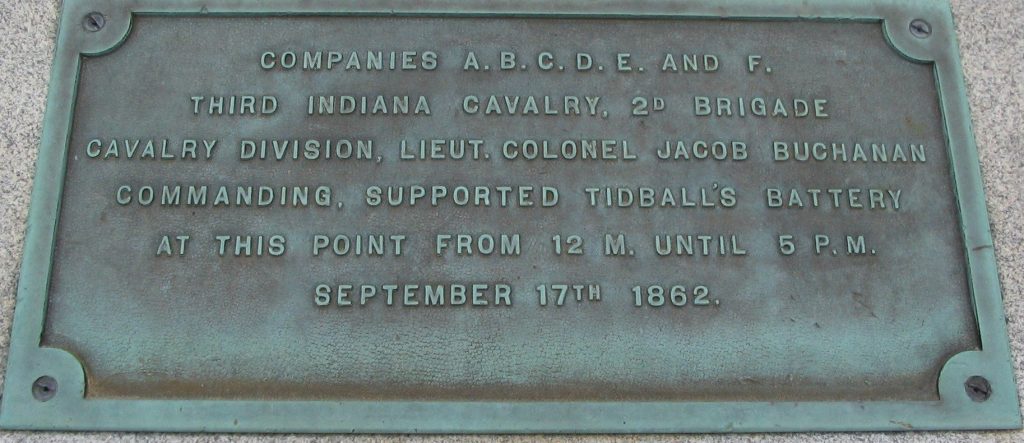 COMPANIES A. B. C. D. E. AND F.
THIRD INDIANA CAVALRY, 2D BRIGADE
CAVALRY DIVISION, LIEUT. COLONEL JACOB BUCHANAN
COMMANDING, SUPPORTED TIDBALL'S BATTERY
AT THIS POINT FROM 12 M. UNTIL 5 P.M.
SEPTEMBER 17TH 1862.